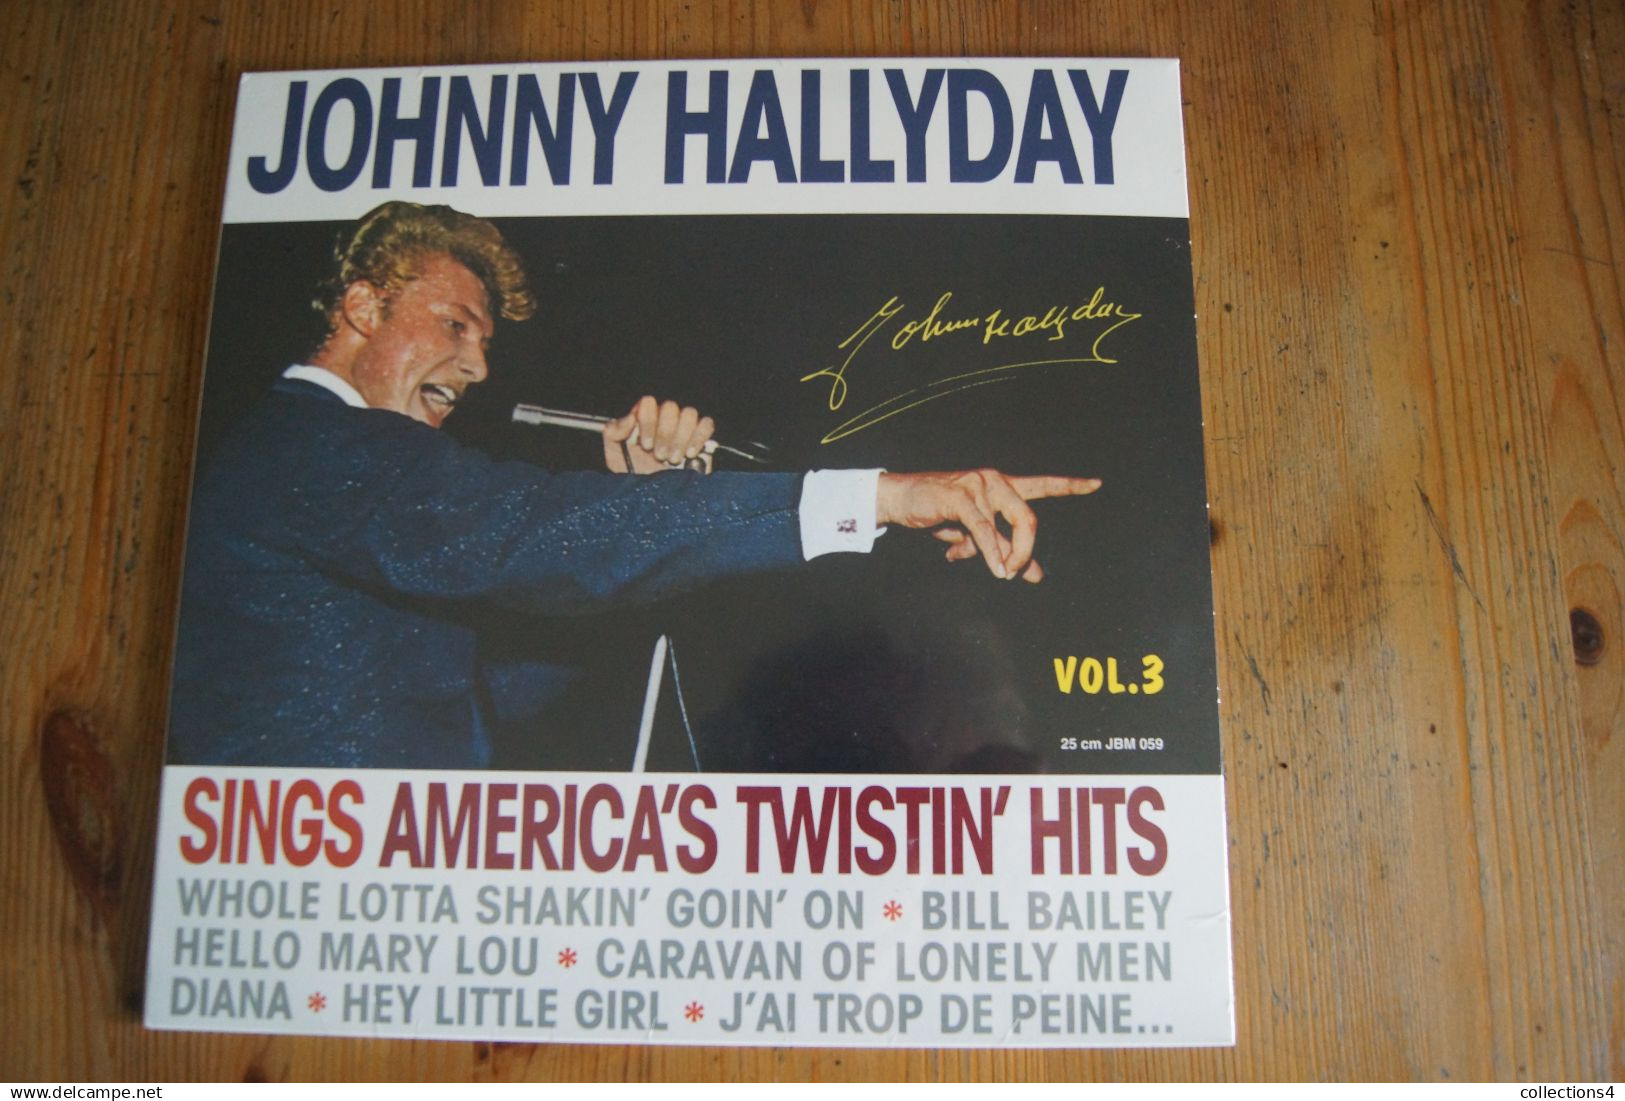 JOHNNY HALLYDAY
Johnny Hallyday
VOL.3
25 cm JBM 059
SINGS AMERICA'S TWISTIN' HITS
WHOLE LOTTA SHAKIN' GOIN' ON * BILL BAILEY
HELLO MARY LOU * CARAVAN OF LONELY MEN
DIANA * HEY LITTLE GIRL * J'AI TROP DE PEINE...
https://www.delcampe.net
collections4